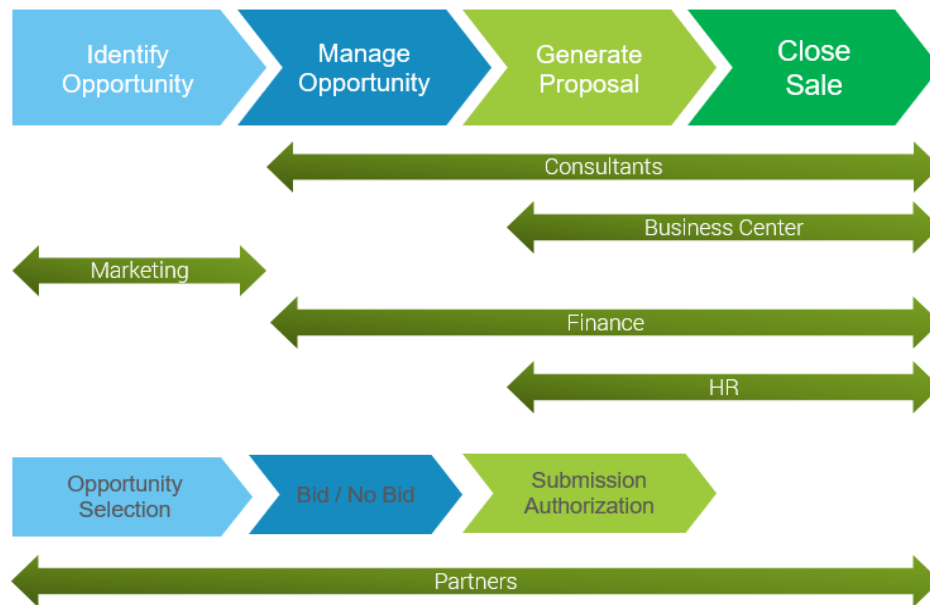 Identify
Opportunity
Manage
Opportunity
Generate
Proposal
Close
Sale
Consultants
Business Center
Marketing
Finance
HR
Opportunity
Selection
Bid / No Bid
Submission
Authorization
Partners